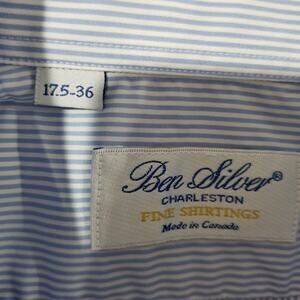 17.5-36
Ben Silver®
CHARLESTON
FINE SHIRTINGS
Made in Canada